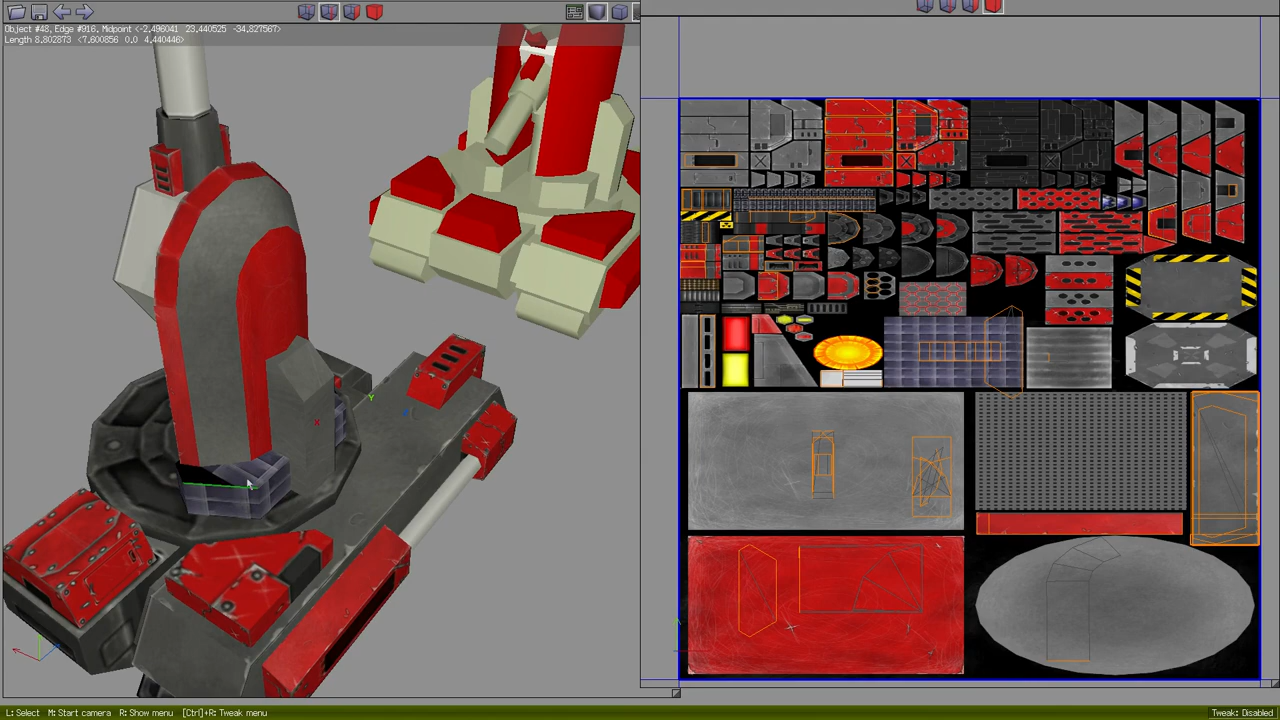 Object #48, Edge #916, Midpoint <-2.496041 23.440525 -34.827567>
Length 8.802873 <7.600856 0.0 4.440446>
Y
X
L: Select M: Start camera R: Show menu [Ctrl]+R: Tweak menu
Tweak: Disabled